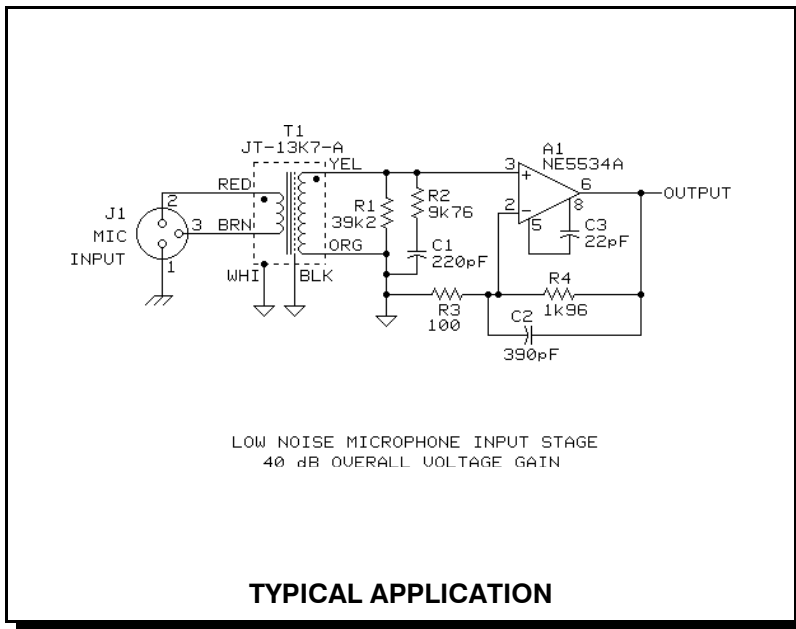 T1
JT-13K7-A
YEL
RED
2
J1
MIC
INPUT
3
BRN
1
WHI
BLK
ORG
R1
39k2
R2
9k76
C1
220pF
A1
NE5534A
3
+
2
-
6
8
5
OUTPUT
C3
22pF
R4
1k96
R3
100
C2
390pF
LOW NOISE MICROPHONE INPUT STAGE
40 dB OVERALL VOLTAGE GAIN
TYPICAL APPLICATION